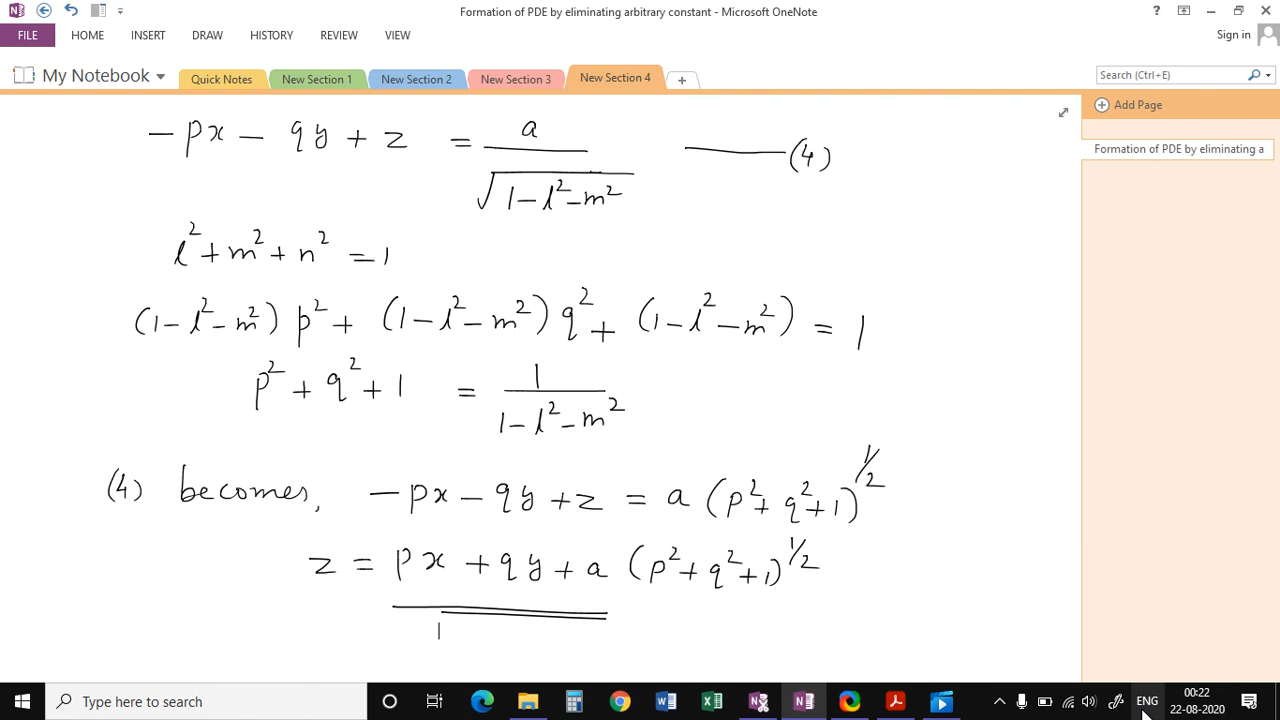 Formation of PDE by eliminating arbitrary constant - Microsoft OneNote
FILE HOME INSERT DRAW HISTORY REVIEW VIEW
Sign in
My Notebook Quick Notes New Section 1 New Section 2 New Section 3 New Section 4 +
Search (Ctrl+E)
Add Page
Formation of PDE by eliminating a
-px - qy + z = a / √(1-l²-m²) ———(4)
l² + m² + n² = 1
(1-l²-m²) p² + (1-l²-m²) q² + (1-l²-m²) = 1
p² + q² + 1 = 1 / (1-l²-m²)
(4) becomes, -px - qy + z = a (p² + q² + 1)^1/2
z = px + qy + a (p² + q² + 1)^1/2
Type here to search
ENG
00:22
22-08-2020